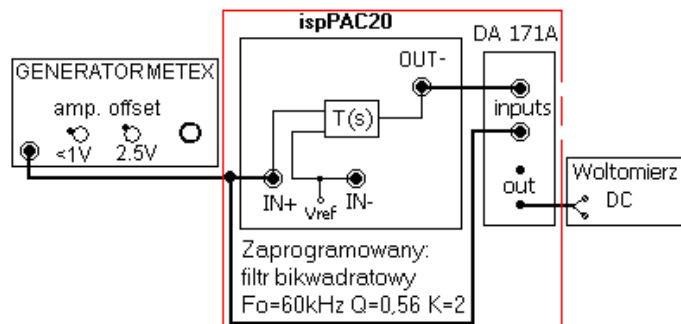 ispPAC20
DA 171A
OUT-
GENERATOR METEX
amp. offset
<1V 2.5V
T(s)
inputs
IN+
Vref
IN-
out
Woltomierz
DC
Zaprogramowany:
filtr bikwadratowy
Fo=60kHz Q=0,56 K=2